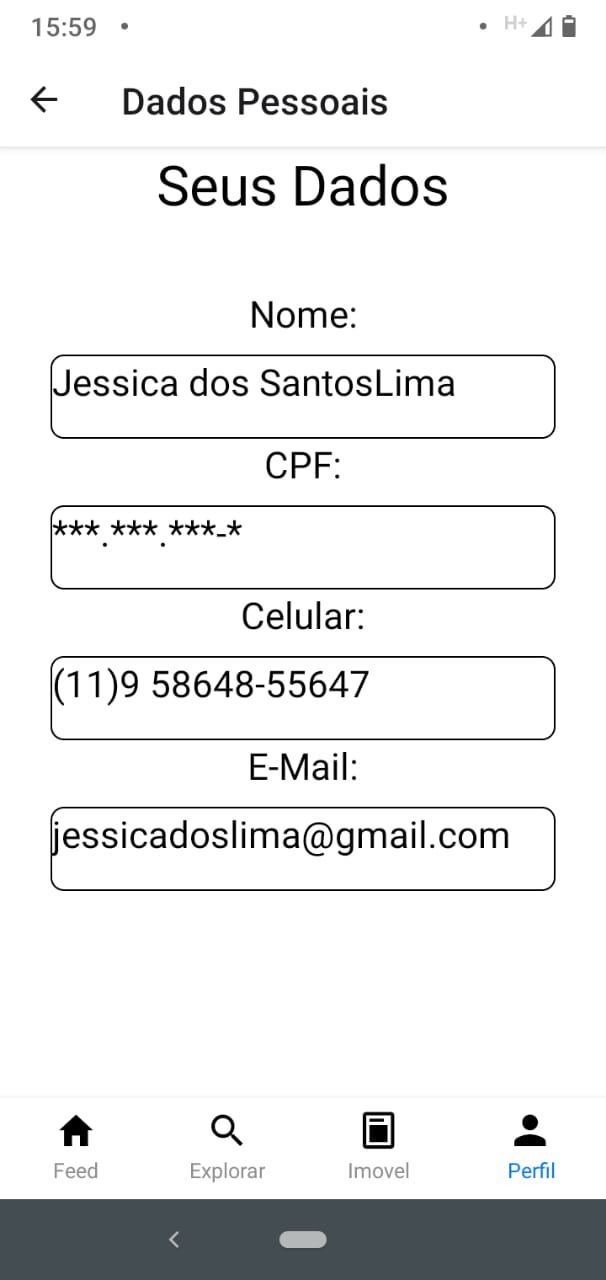 15:59
H+
Dados Pessoais
Seus Dados
Nome:
Jessica dos SantosLima
CPF:
***.***.***-*
Celular:
(11)9 58648-55647
E-Mail:
jessicadoslima@gmail.com
Feed
Explorar
Imovel
Perfil